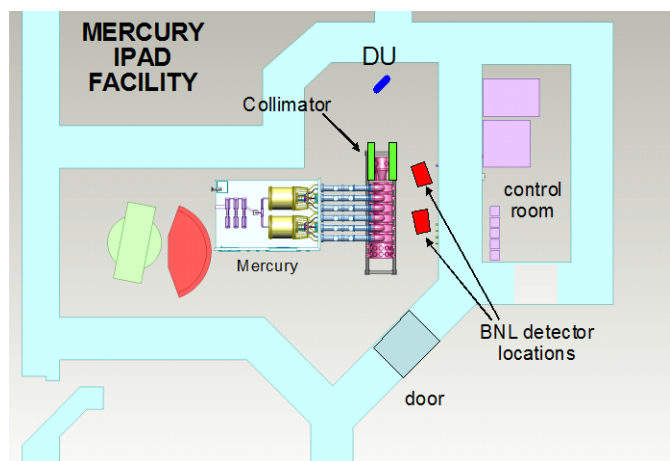 MERCURY
IPAD
FACILITY
DU
Collimator
control
room
Mercury
BNL detector
locations
door